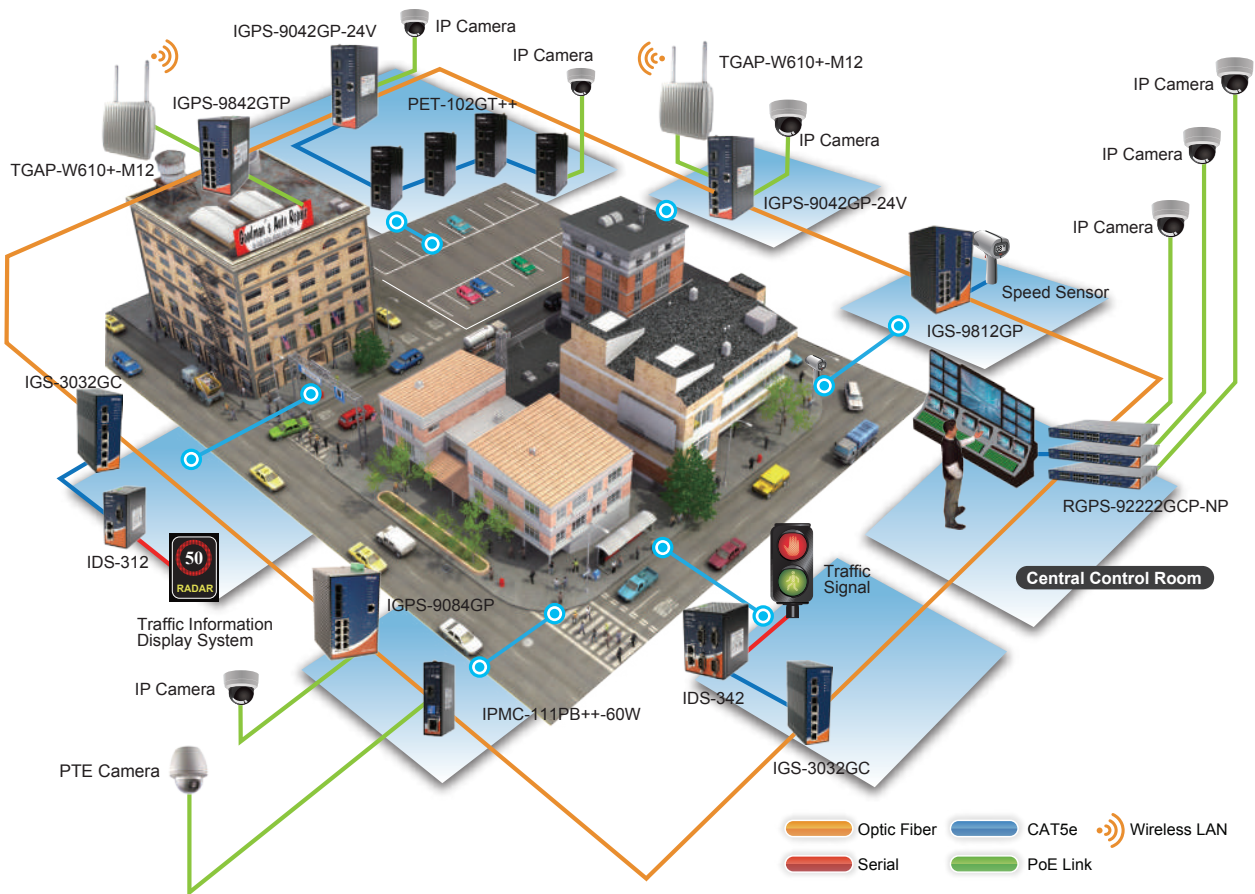 IGPS-9042GP-24V
IP Camera
IP Camera
TGAP-W610+-M12
IP Camera
IGPS-9842GTP
PET-102GT++
IP Camera
IP Camera
TGAP-W610+-M12
IGPS-9042GP-24V
IP Camera
Goodman's Auto Repair
Speed Sensor
IGS-9812GP
IGS-3032GC
RGPS-92222GCP-NP
IDS-312
50
RADAR
Traffic
Signal
Central Control Room
IGPS-9084GP
Traffic Information
Display System
IP Camera
IDS-342
IPMC-111PB++-60W
PTE Camera
IGS-3032GC
Optic Fiber
CAT5e
Wireless LAN
Serial
PoE Link